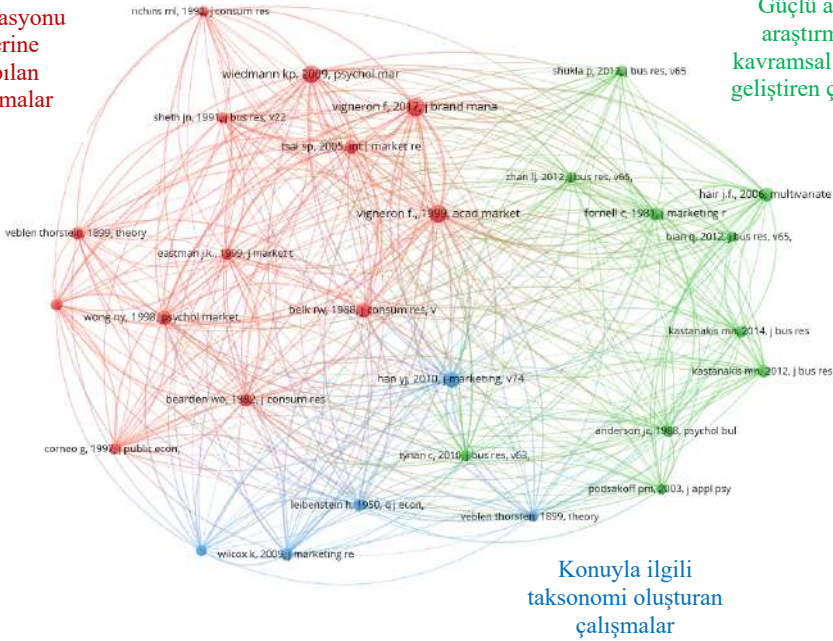 asyonu
erine
pılan
malar
Güçlü a
araştırm
kavramsal
geliştiren ç
richins ml, 1992, j consum res
wiedmann kp, 2009, psychol mar
shukla p, 2012, j bus res, v65
vigneron f, 2017, j brand mana
sheth jn, 1991, j bus res, v22
tsai sp, 2005, int j market re
zhan lj, 2012, j bus res, v65,
hair j.f., 2006, multivariate
vigneron f., 1999, acad market
fornell c, 1981, j marketing r
veblen thorstein, 1899, theory
bian q, 2012, j bus res, v65,
eastman j.k., 1999, j market t
wong ny, 1998, psychol market,
belk rw, 1988, j consum res, v
kastanakis mn, 2014, j bus res
han yj, 2010, j marketing, v74
kastanakis mn, 2012, j bus res
bearden wo, 1982, j consum res
anderson jc, 1988, psychol bul
corneo g, 1997, j public econ,
tynan c, 2010, j bus res, v63,
podsakoff pm, 2003, j appl psy
leibenstein h, 1950, q j econ,
veblen thorsten, 1899, theory
wilcox k, 2009, j marketing re
Konuyla ilgili
taksonomi oluşturan
çalışmalar